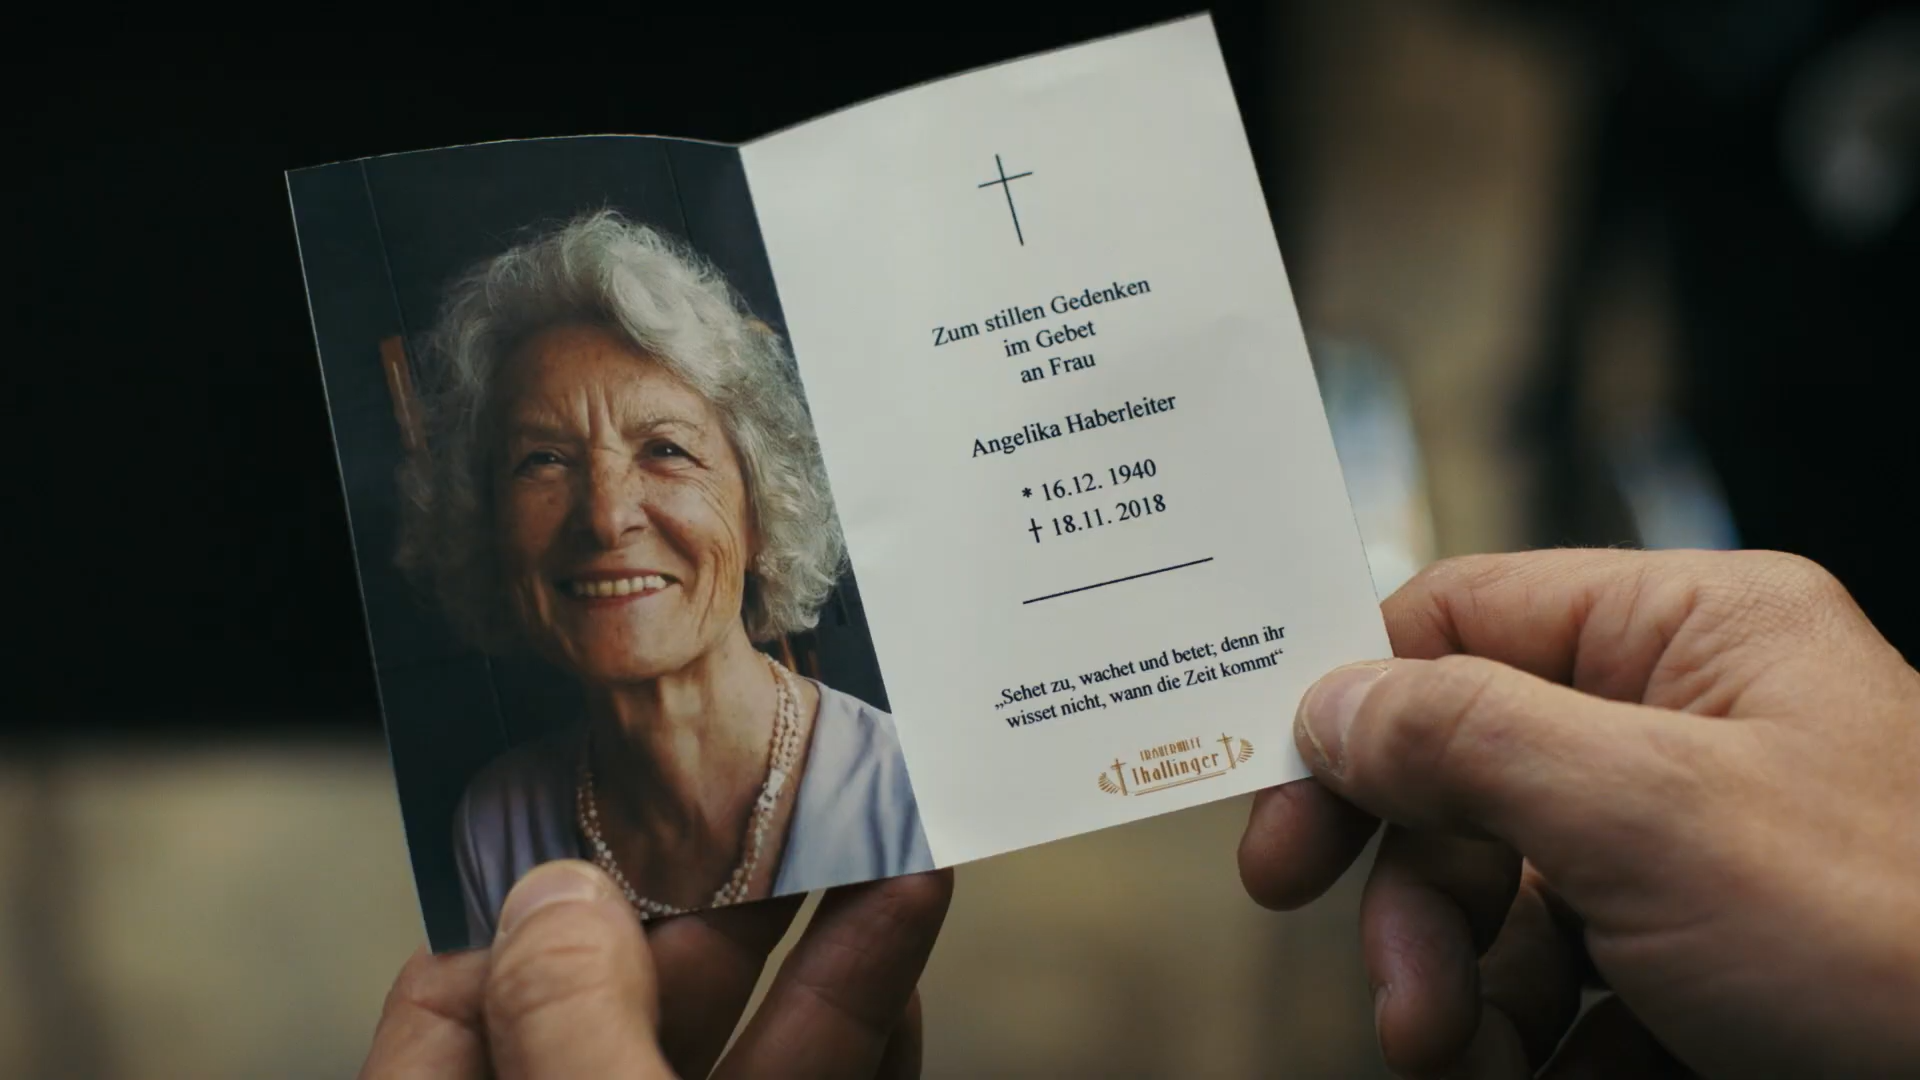 Zum stillen Gedenken
im Gebet
an Frau
Angelika Haberleiter
* 16.12. 1940
† 18.11. 2018
„Sehet zu, wachet und betet; denn ihr
wisset nicht, wann die Zeit kommt“
TRAUERHILFE
Thallinger